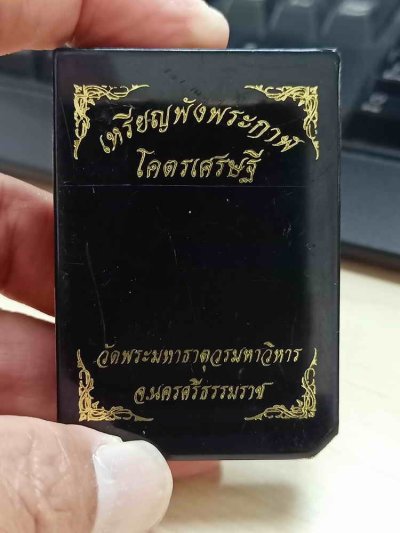 เหรียญพังพระกาฬ
โคตรเศรษฐี
วัดพระมหาธาตุวรมหาวิหาร
จ.นครศรีธรรมราช